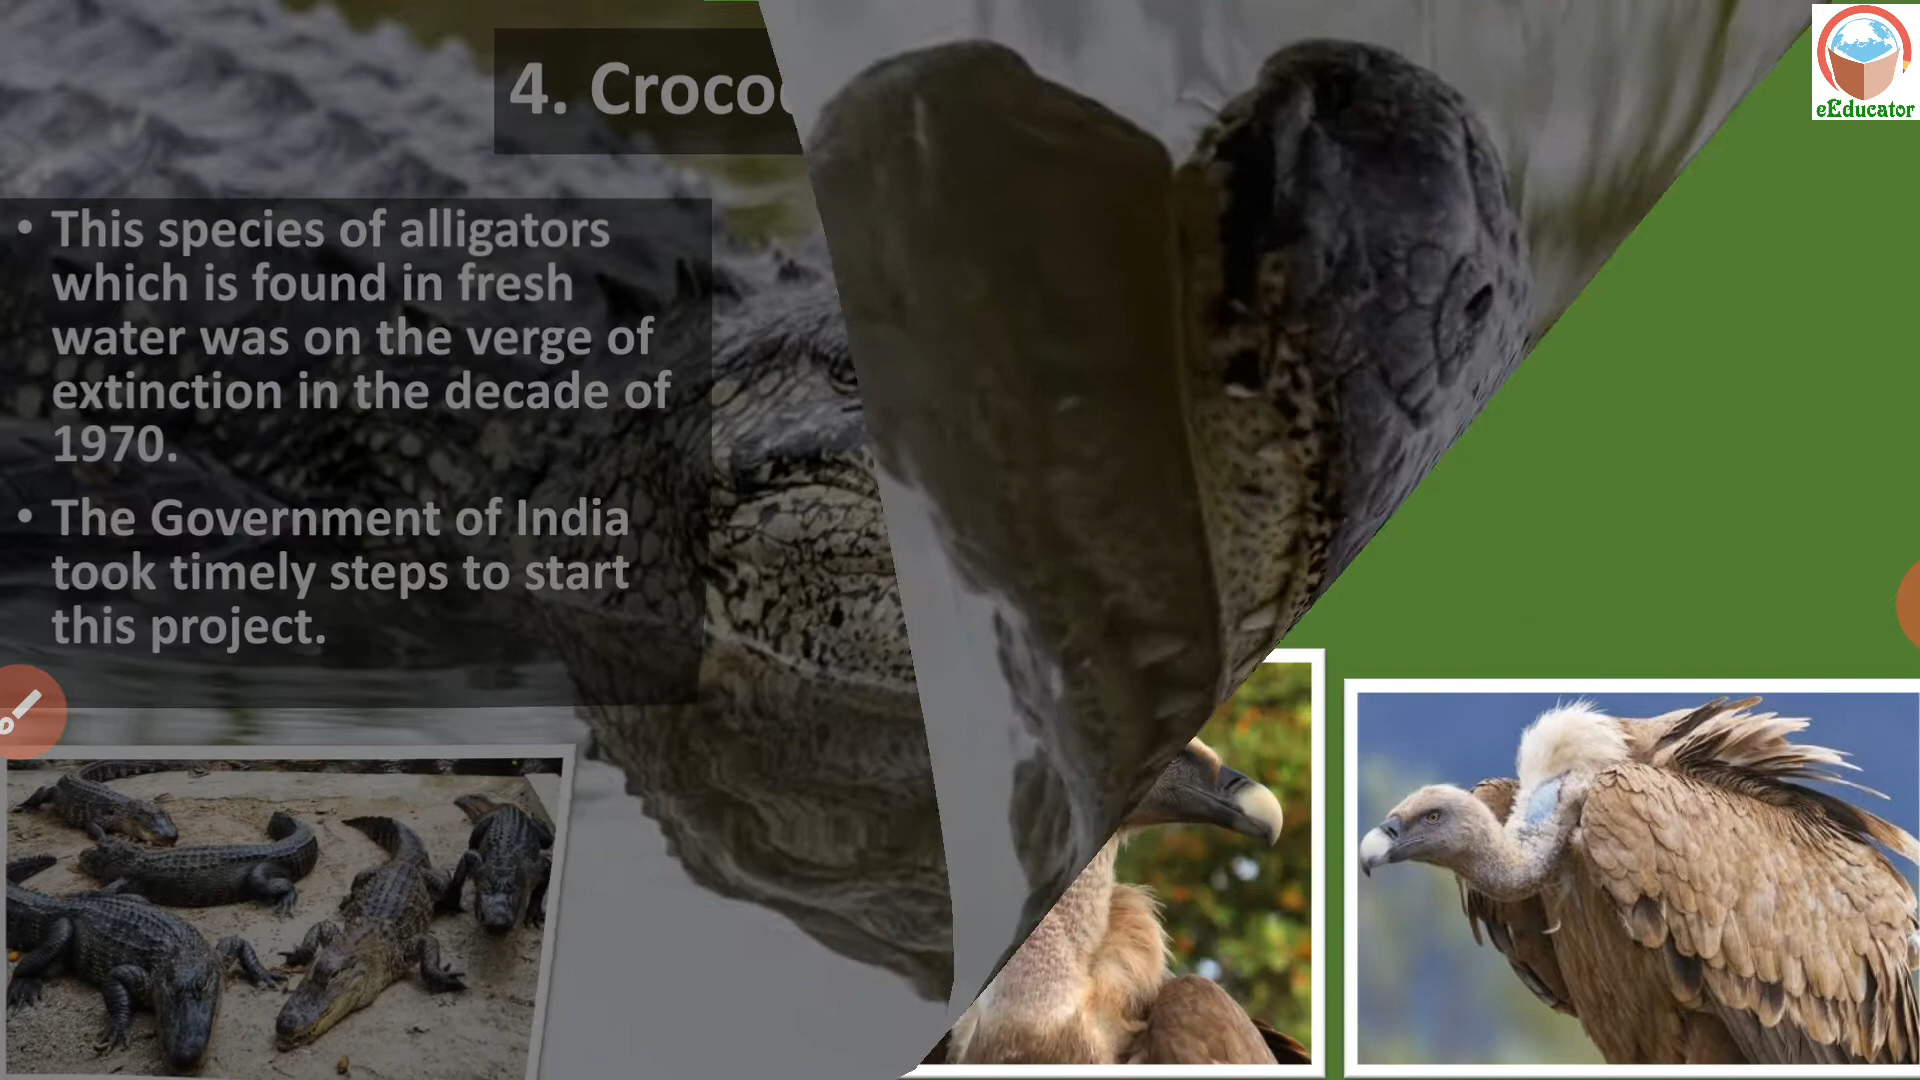 4. Croco
• This species of alligators
which is found in fresh
water was on the verge of
extinction in the decade of
1970.
• The Government of India
took timely steps to start
this project.
eEducator